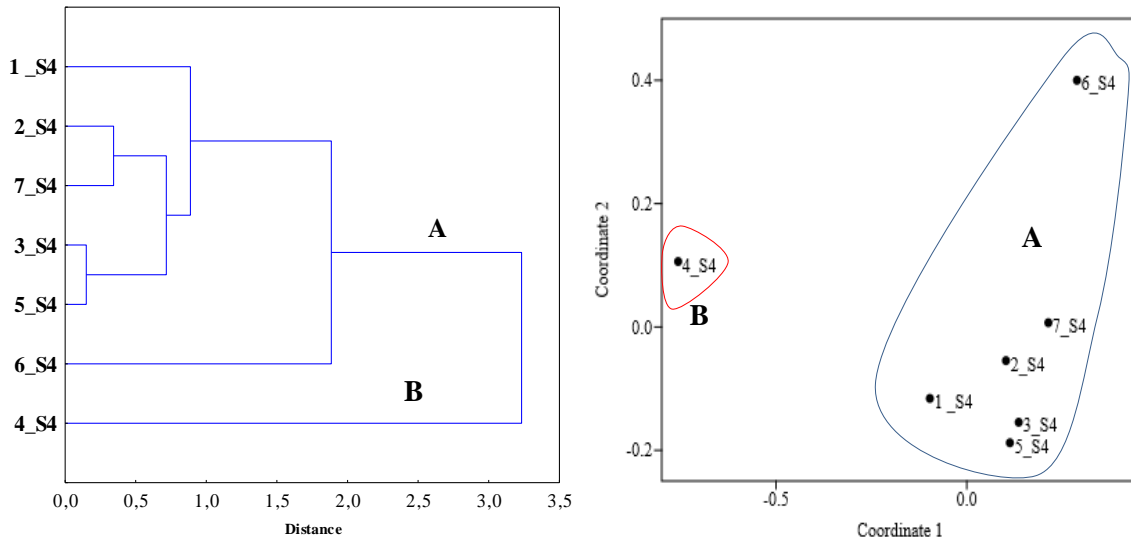 1 _S4
2_S4
7_S4
3_S4
5_S4
6_S4
4_S4
A
B
0,0 0,5 1,0 1,5 2,0 2,5 3,0 3,5
Distance
0.4
0.2
0.0
-0.2
Coordinate 2
6_S4
A
4_S4
B
7_S4
2_S4
1 _S4
3_S4
5_S4
-0.5 0.0
Coordinate 1